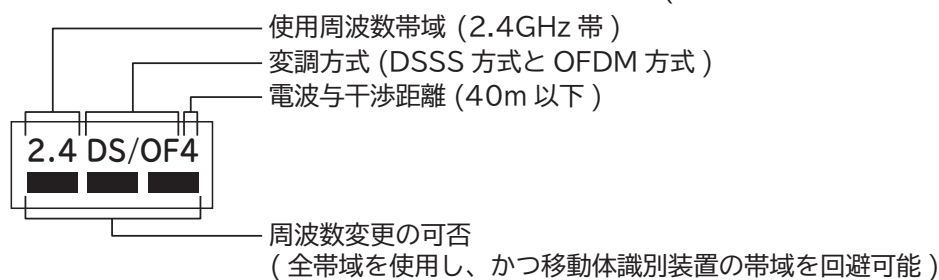 使用周波数帯域 (2.4GHz 帯 )
変調方式 (DSSS 方式と OFDM 方式 )
電波与干渉距離 (40m 以下 )
2.4 DS/OF4
周波数変更の可否
( 全帯域を使用し、かつ移動体識別装置の帯域を回避可能 )